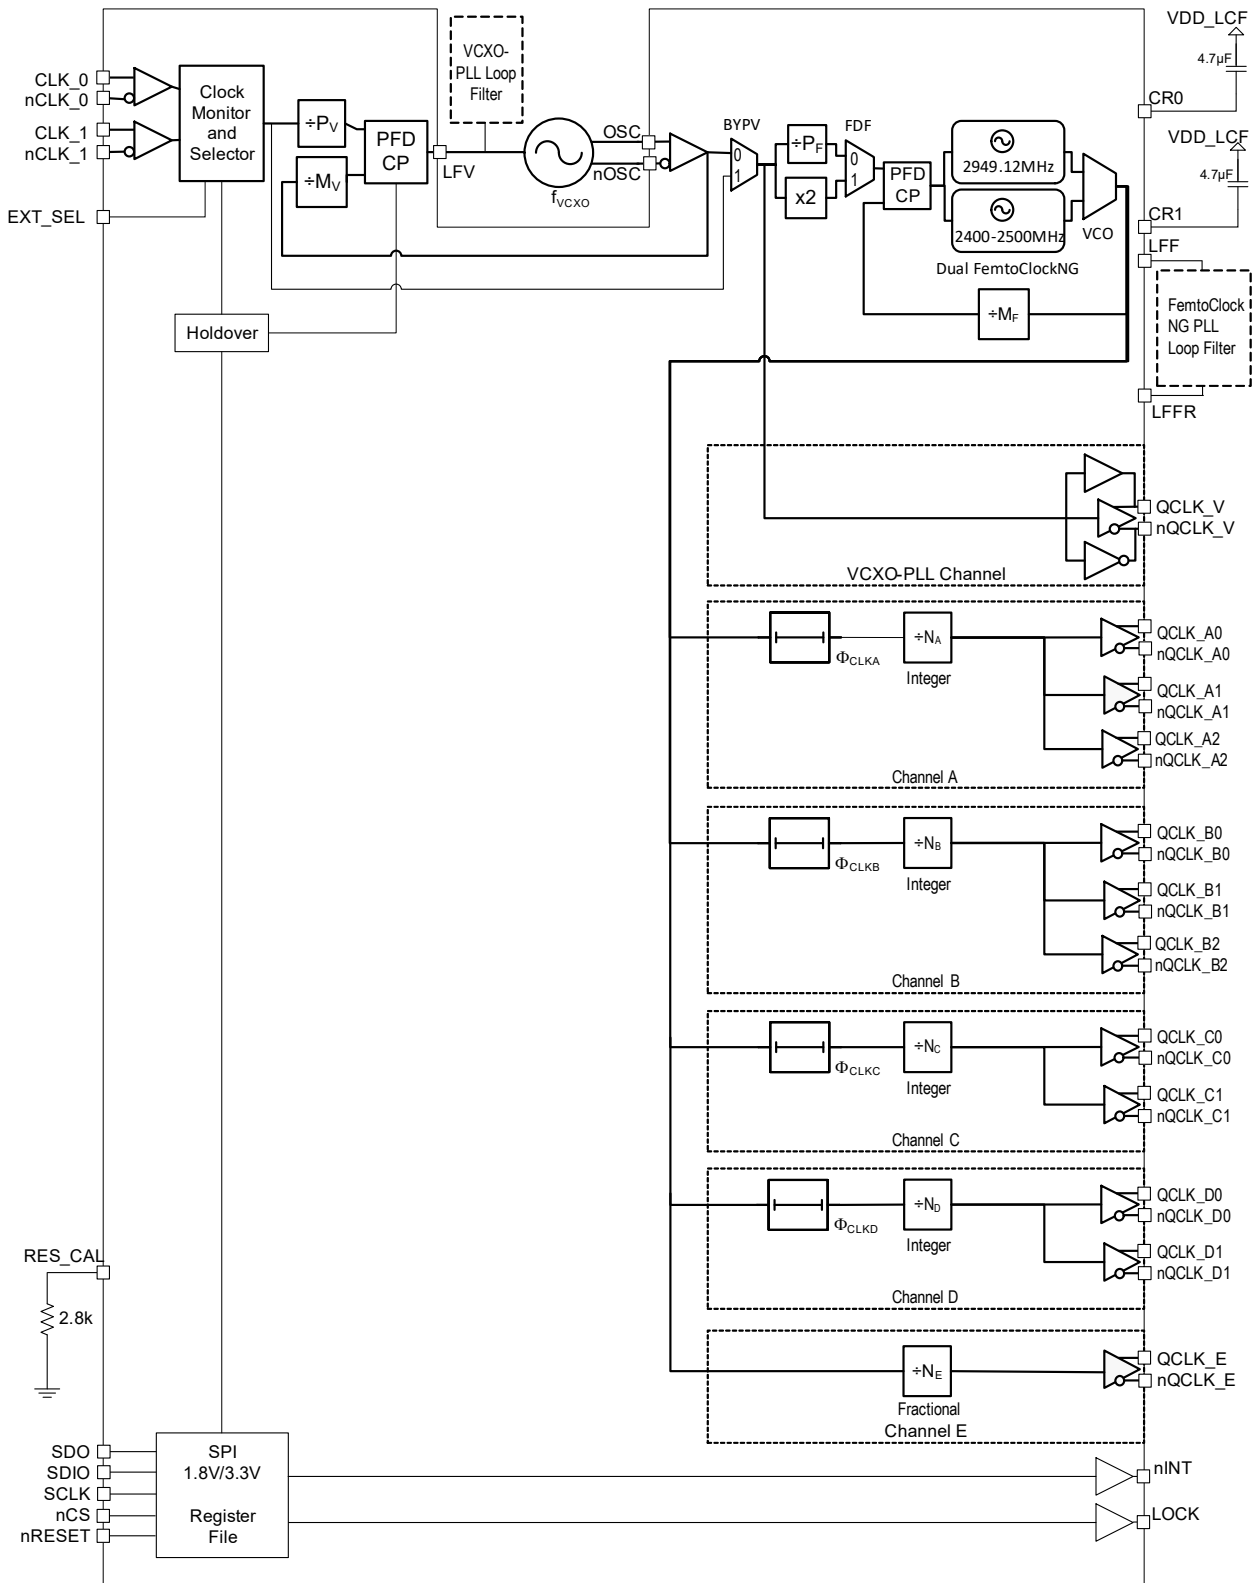 VDD_LCF
4.7µF
CR0
VDD_LCF
4.7µF
CR1
LFF
FemtoClock
NG PLL
Loop Filter
LFFR
CLK_0
nCLK_0
CLK_1
nCLK_1
EXT_SEL
Clock
Monitor
and
Selector
÷PV
÷MV
PFD
CP
VCXO-
PLL Loop
Filter
LFV
fVCXO
OSC
nOSC
BYPV
0
1
÷PF
x2
FDF
0
1
PFD
CP
2949.12MHz
2400-2500MHz
VCO
Dual FemtoClockNG
÷MF
Holdover
QCLK_V
nQCLK_V
VCXO-PLL Channel
ΦCLKA
÷NA
Integer
QCLK_A0
nQCLK_A0
QCLK_A1
nQCLK_A1
QCLK_A2
nQCLK_A2
Channel A
ΦCLKB
÷NB
Integer
QCLK_B0
nQCLK_B0
QCLK_B1
nQCLK_B1
QCLK_B2
nQCLK_B2
Channel B
ΦCLKC
÷NC
Integer
QCLK_C0
nQCLK_C0
QCLK_C1
nQCLK_C1
Channel C
ΦCLKD
÷ND
Integer
QCLK_D0
nQCLK_D0
QCLK_D1
nQCLK_D1
Channel D
÷NE
Fractional
Channel E
QCLK_E
nQCLK_E
RES_CAL
2.8k
SDO
SDIO
SCLK
nCS
nRESET
SPI
1.8V/3.3V
Register
File
nINT
LOCK